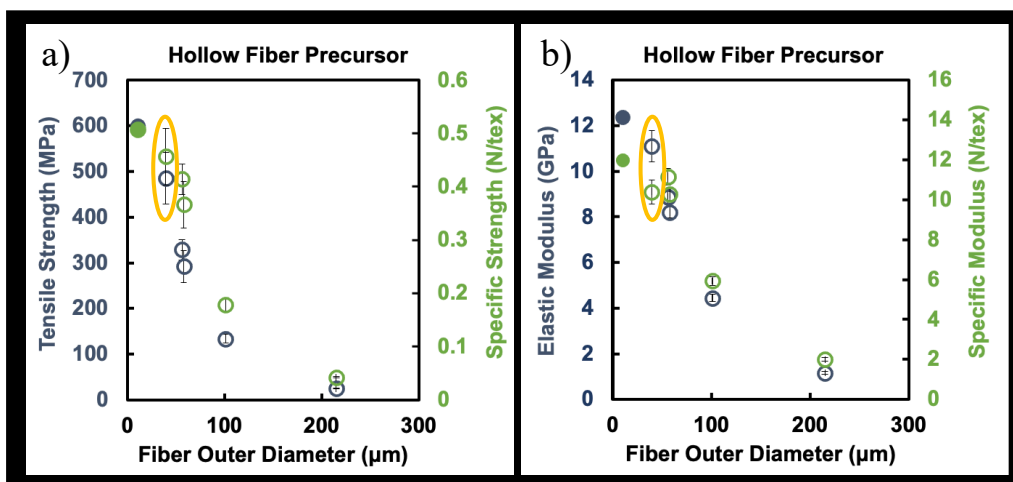 a)
Hollow Fiber Precursor
Tensile Strength (MPa)
700
600
500
400
300
200
100
0
0.6
0.5
0.4
0.3
0.2
0.1
0
Specific Strength (N/tex)
0 100 200 300
Fiber Outer Diameter (µm)
b)
Hollow Fiber Precursor
Elastic Modulus (GPa)
14
12
10
8
6
4
2
0
16
14
12
10
8
6
4
2
0
Specific Modulus (N/tex)
0 100 200 300
Fiber Outer Diameter (µm)